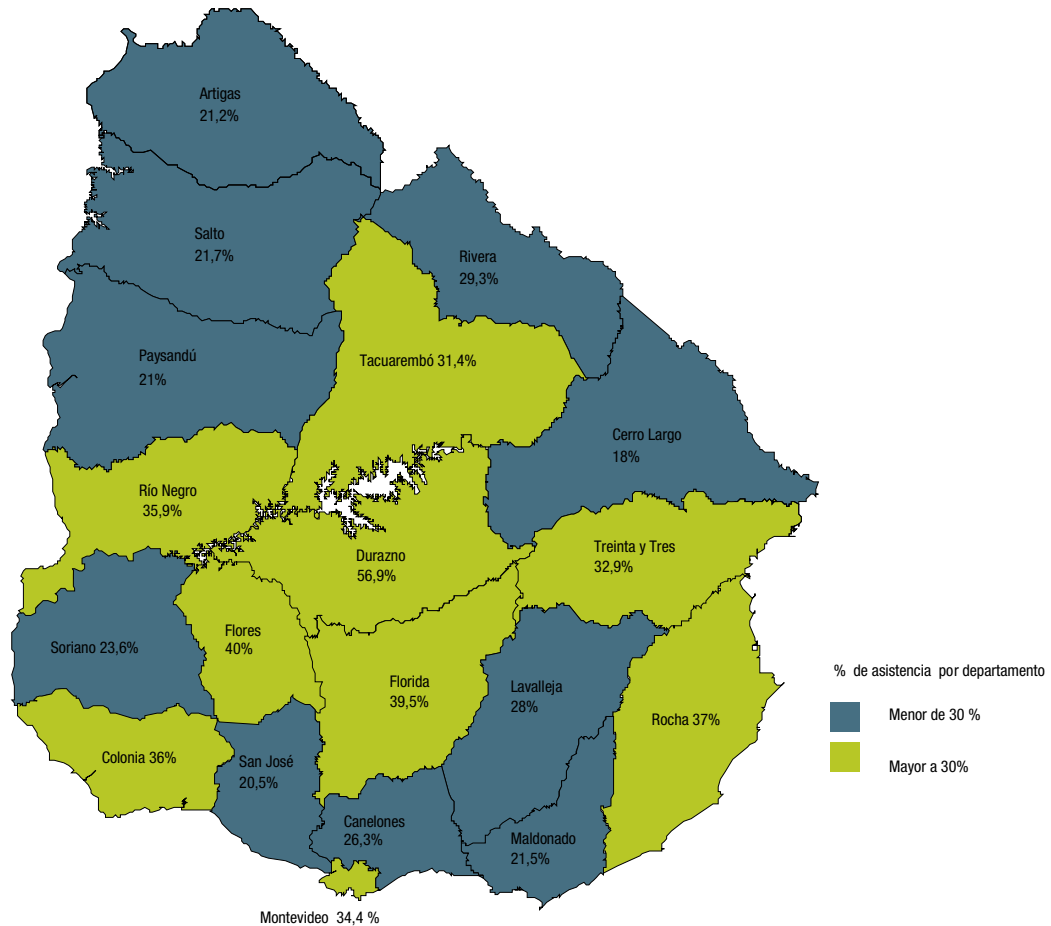 Artigas
21,2%
Salto
21,7%
Rivera
29,3%
Paysandú
21%
Tacuarembó 31,4%
Cerro Largo
18%
Río Negro
35,9%
Durazno
56,9%
Treinta y Tres
32,9%
Soriano 23,6%
Flores
40%
Florida
39,5%
Lavalleja
28%
Rocha 37%
Colonia 36%
San José
20,5%
Canelones
26,3%
Maldonado
21,5%
Montevideo 34,4 %
% de asistencia por departamento
Menor de 30 %
Mayor a 30%